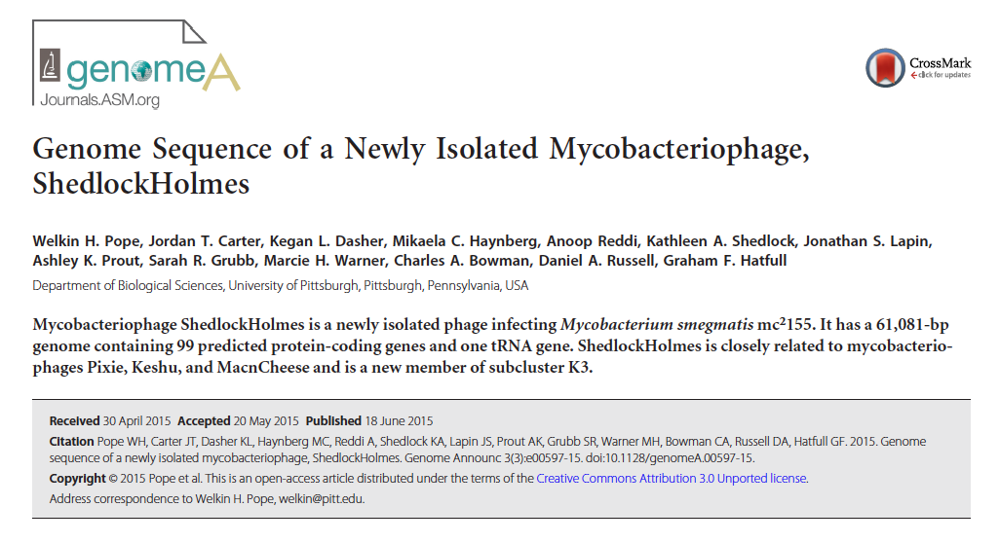 genomeA
Journals.ASM.org
CrossMark
click for updates
Genome Sequence of a Newly Isolated Mycobacteriophage,
ShedlockHolmes
Welkin H. Pope, Jordan T. Carter, Kegan L. Dasher, Mikaela C. Haynberg, Anoop Reddi, Kathleen A. Shedlock, Jonathan S. Lapin,
Ashley K. Prout, Sarah R. Grubb, Marcie H. Warner, Charles A. Bowman, Daniel A. Russell, Graham F. Hatfull
Department of Biological Sciences, University of Pittsburgh, Pittsburgh, Pennsylvania, USA
Mycobacteriophage ShedlockHolmes is a newly isolated phage infecting Mycobacterium smegmatis mc²155. It has a 61,081-bp
genome containing 99 predicted protein-coding genes and one tRNA gene. ShedlockHolmes is closely related to mycobacterio-
phages Pixie, Keshu, and MacnCheese and is a new member of subcluster K3.
Received 30 April 2015 Accepted 20 May 2015 Published 18 June 2015
Citation Pope WH, Carter JT, Dasher KL, Haynberg MC, Reddi A, Shedlock KA, Lapin JS, Prout AK, Grubb SR, Warner MH, Bowman CA, Russell DA, Hatfull GF. 2015. Genome
sequence of a newly isolated mycobacteriophage, ShedlockHolmes. Genome Announc 3(3):e00597-15. doi:10.1128/genomeA.00597-15.
Copyright © 2015 Pope et al. This is an open-access article distributed under the terms of the Creative Commons Attribution 3.0 Unported license.
Address correspondence to Welkin H. Pope, welkin@pitt.edu.